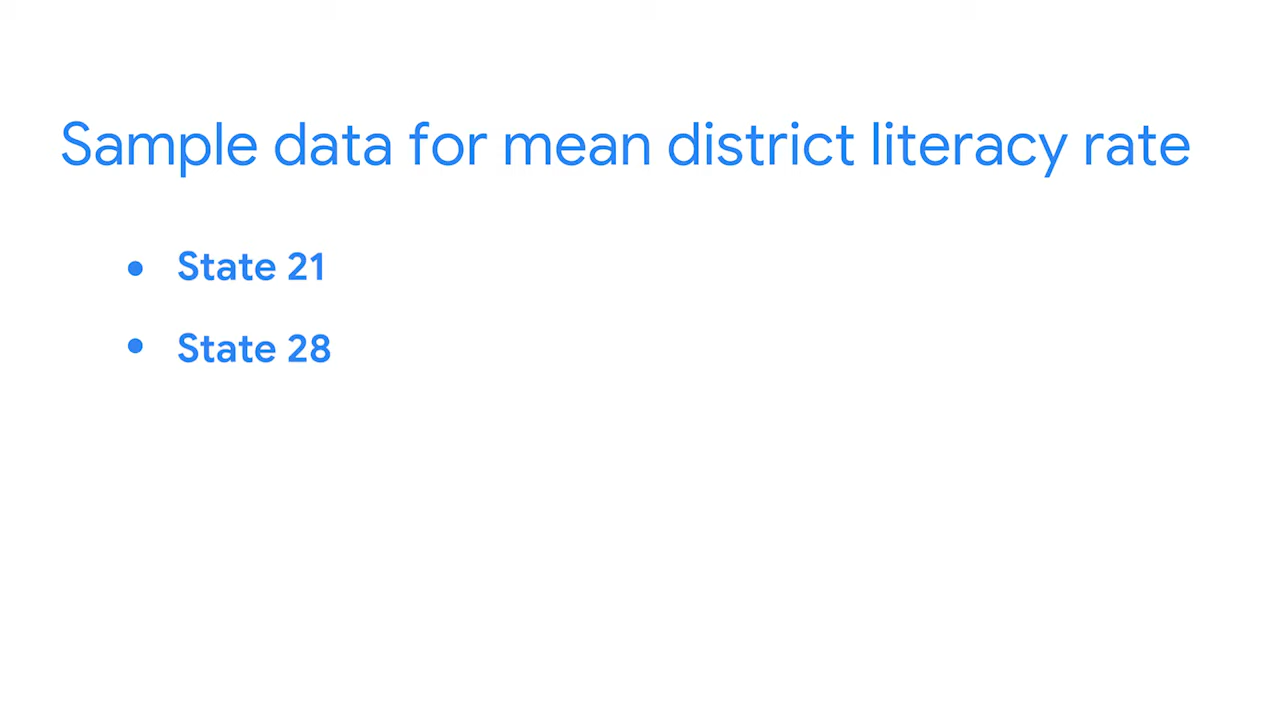 Sample data for mean district literacy rate
• State 21
• State 28